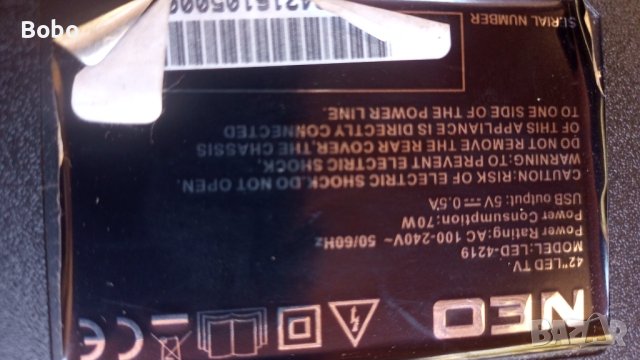 NEO
42"LED TV
MODEL:LED-4219
Power Rating:AC 100-240V~ 50/60Hz
Power Consumption:70W
USB output:5V 0.5A
CAUTION: RISK OF ELECTRIC SHOCK.DO NOT OPEN.
WARNING: TO PREVENT ELECTRIC SHOCK,
DO NOT REMOVE THE REAR COVER, THE CHASSIS
OF THIS APPLIANCE IS DIRECTLY CONNECTED
TO ONE SIDE OF THE POWER LINE.
SERIAL NUMBER
Bobo
BAZAR